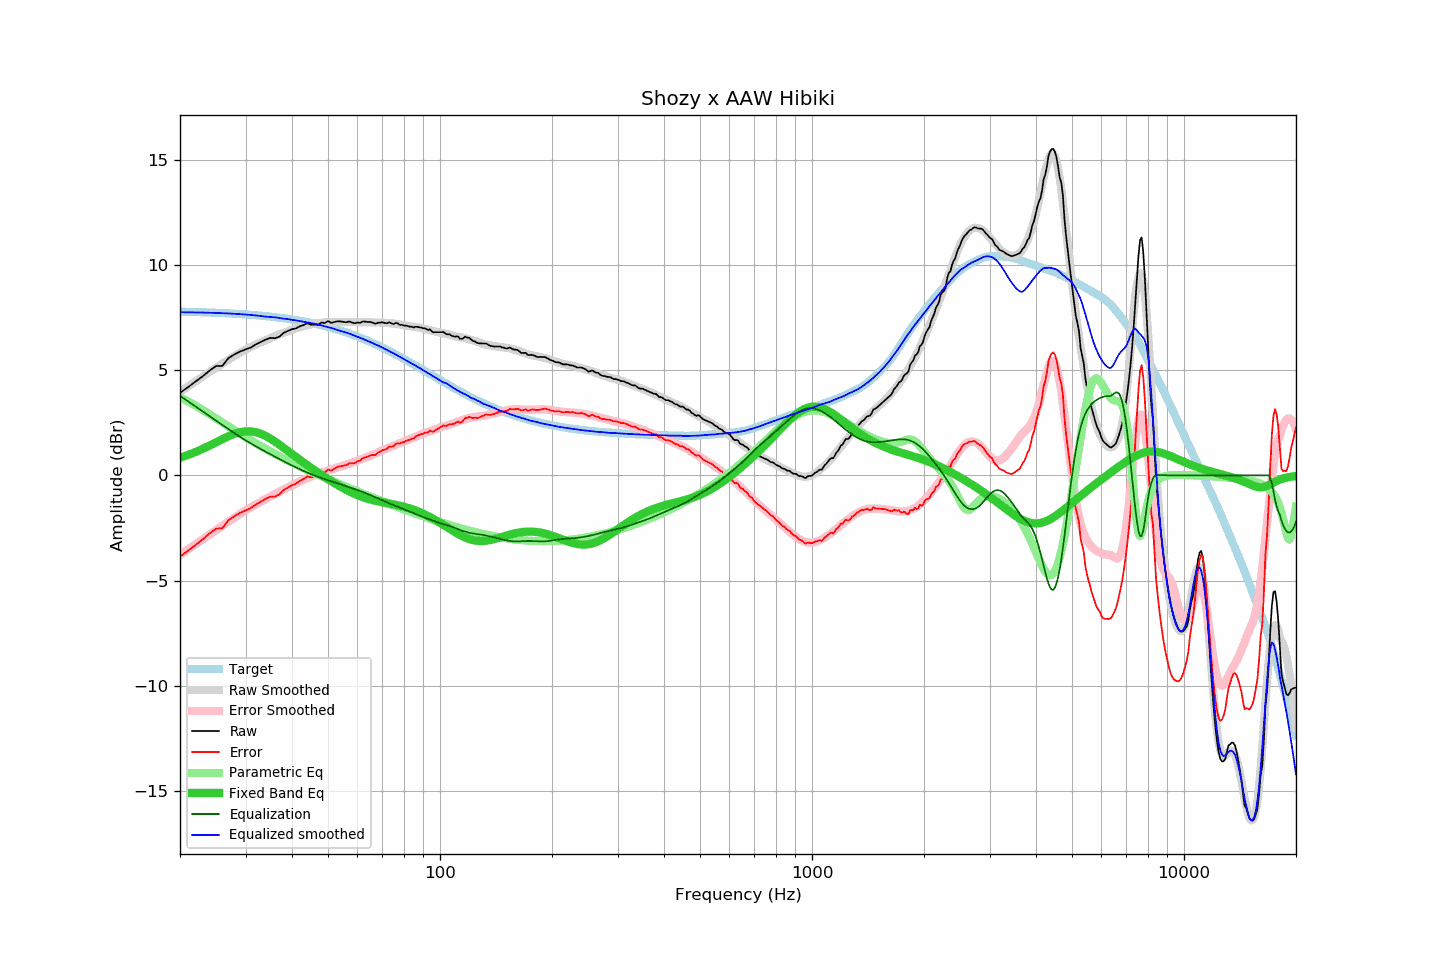 Shozy x AAW Hibiki
15
10
5
0
−5
−10
−15
Amplitude (dBr)
Target
Raw Smoothed
Error Smoothed
Raw
Error
Parametric Eq
Fixed Band Eq
Equalization
Equalized smoothed
100
1000
10000
Frequency (Hz)